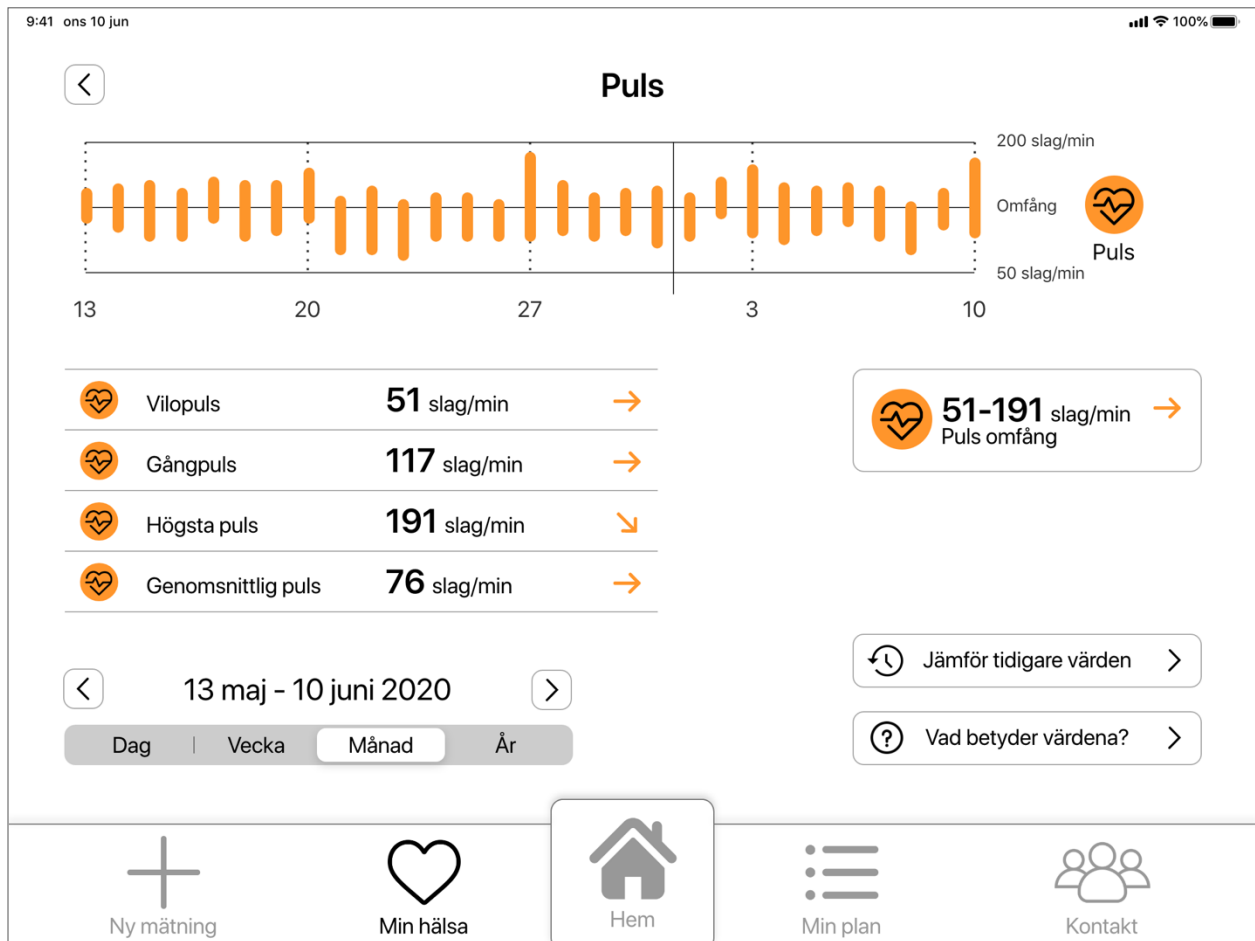 9:41 ons 10 jun
100%
Puls
200 slag/min
Omfång
50 slag/min
Puls
13 20 27 3 10
Vilopuls 51 slag/min
Gångpuls 117 slag/min
Högsta puls 191 slag/min
Genomsnittlig puls 76 slag/min
51-191 slag/min
Puls omfång
13 maj - 10 juni 2020
Dag Vecka Månad År
Jämför tidigare värden
Vad betyder värdena?
Ny mätning
Min hälsa
Hem
Min plan
Kontakt